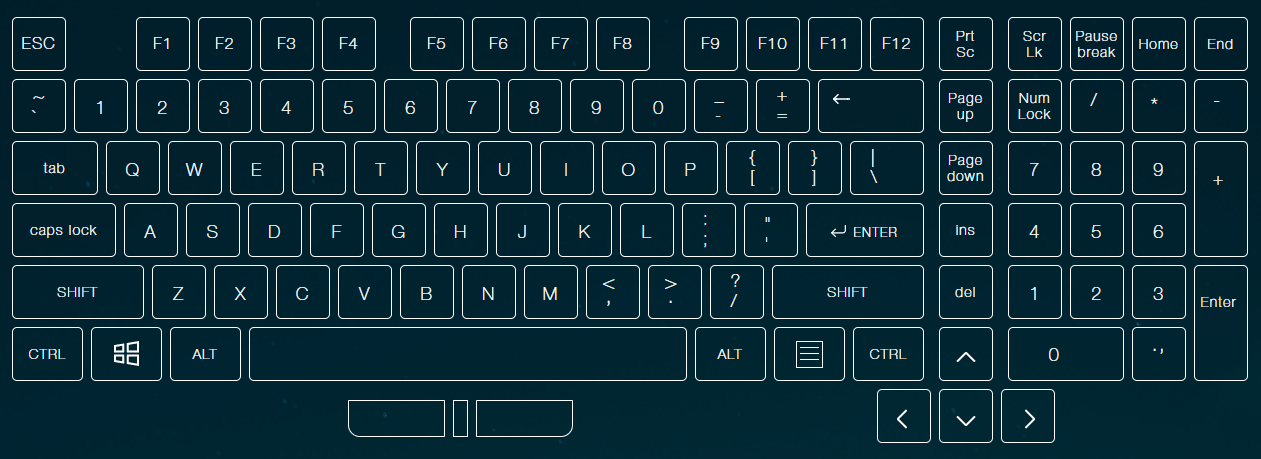 ESC F1 F2 F3 F4 F5 F6 F7 F8 F9 F10 F11 F12 Prt Sc Scr Lk Pause break Home End
~ ` 1 2 3 4 5 6 7 8 9 0 _ - + = ← Page up Num Lock / * -
tab Q W E R T Y U I O P { [ } ] | \ Page down 7 8 9 +
caps lock A S D F G H J K L : ; " ' ↵ ENTER ins 4 5 6
SHIFT Z X C V B N M < , > . ? / SHIFT del 1 2 3 Enter
CTRL ALT ALT CTRL ^ 0 . ,